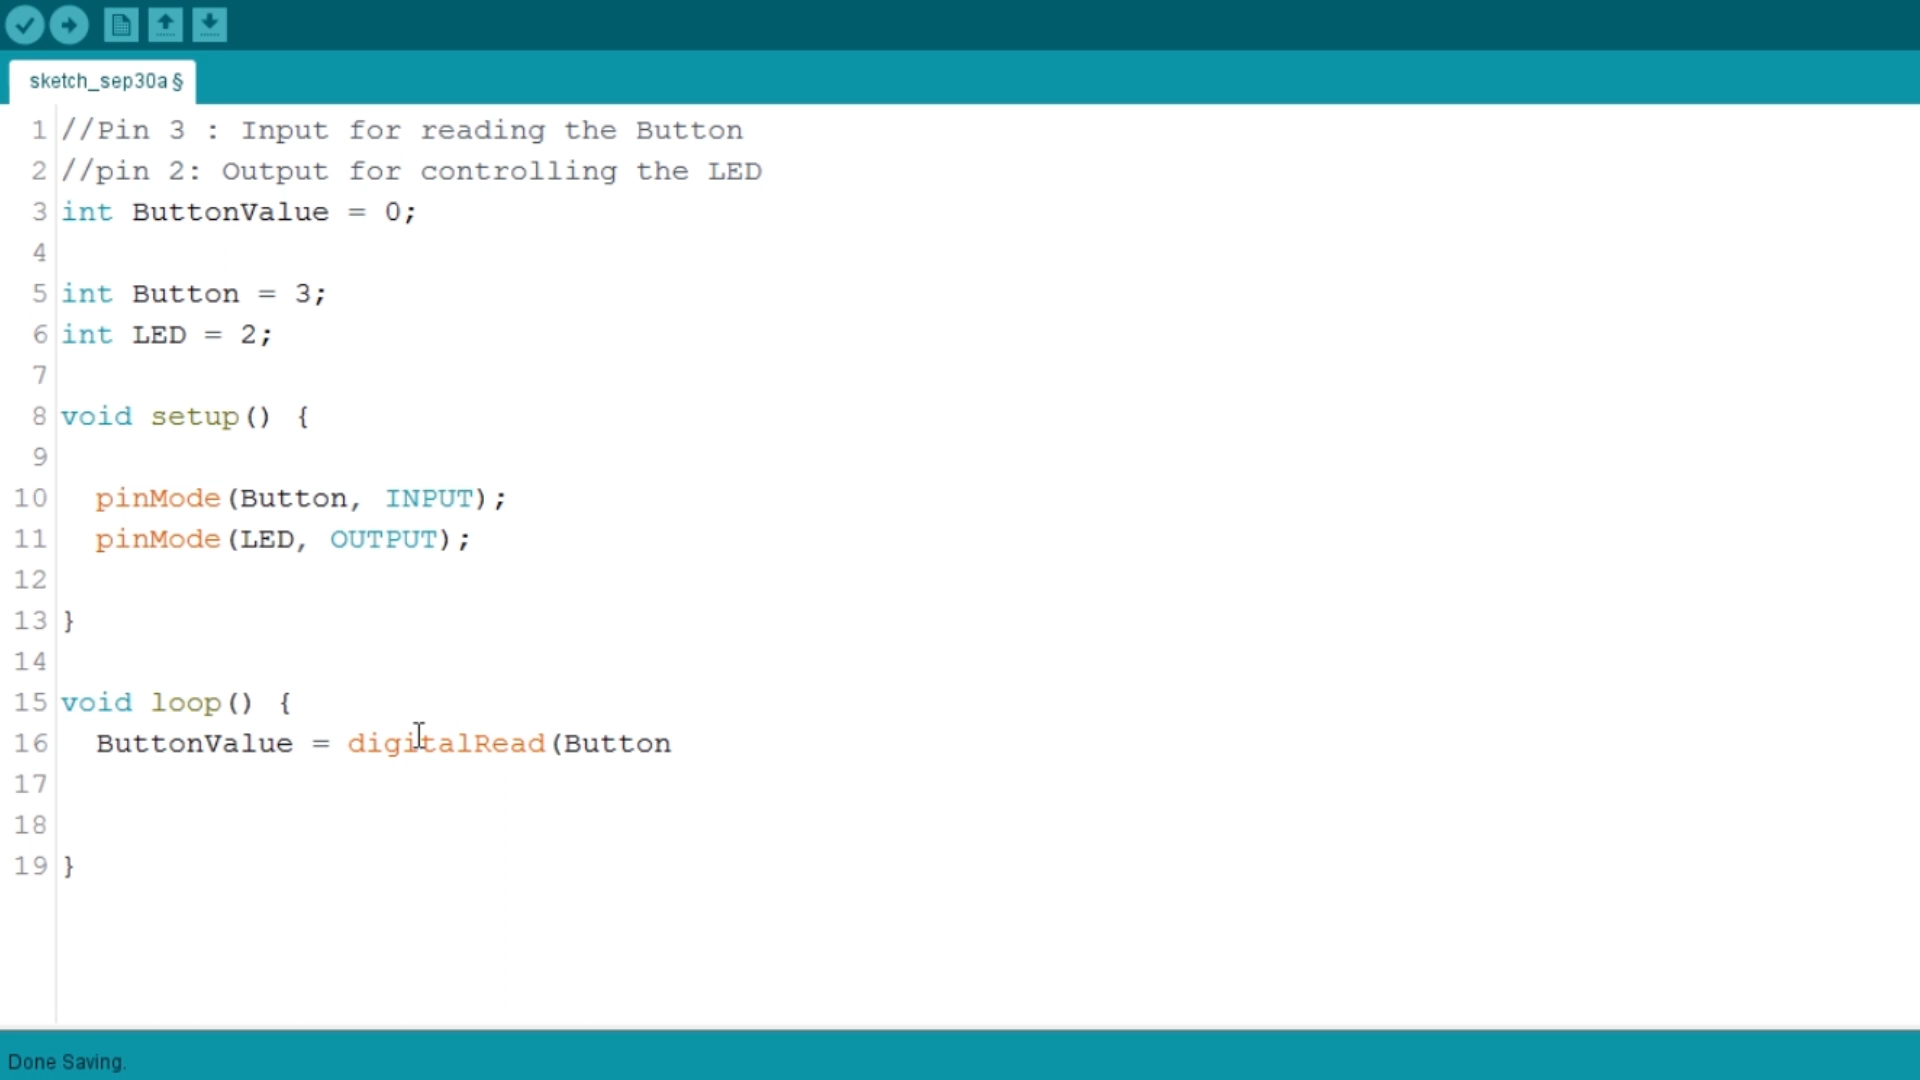 sketch_sep30a §
1 //Pin 3 : Input for reading the Button
2 //pin 2: Output for controlling the LED
3 int ButtonValue = 0;
4
5 int Button = 3;
6 int LED = 2;
7
8 void setup() {
9
10 pinMode(Button, INPUT);
11 pinMode(LED, OUTPUT);
12
13 }
14
15 void loop() {
16 ButtonValue = digitalRead(Button
17
18
19 }
Done Saving.